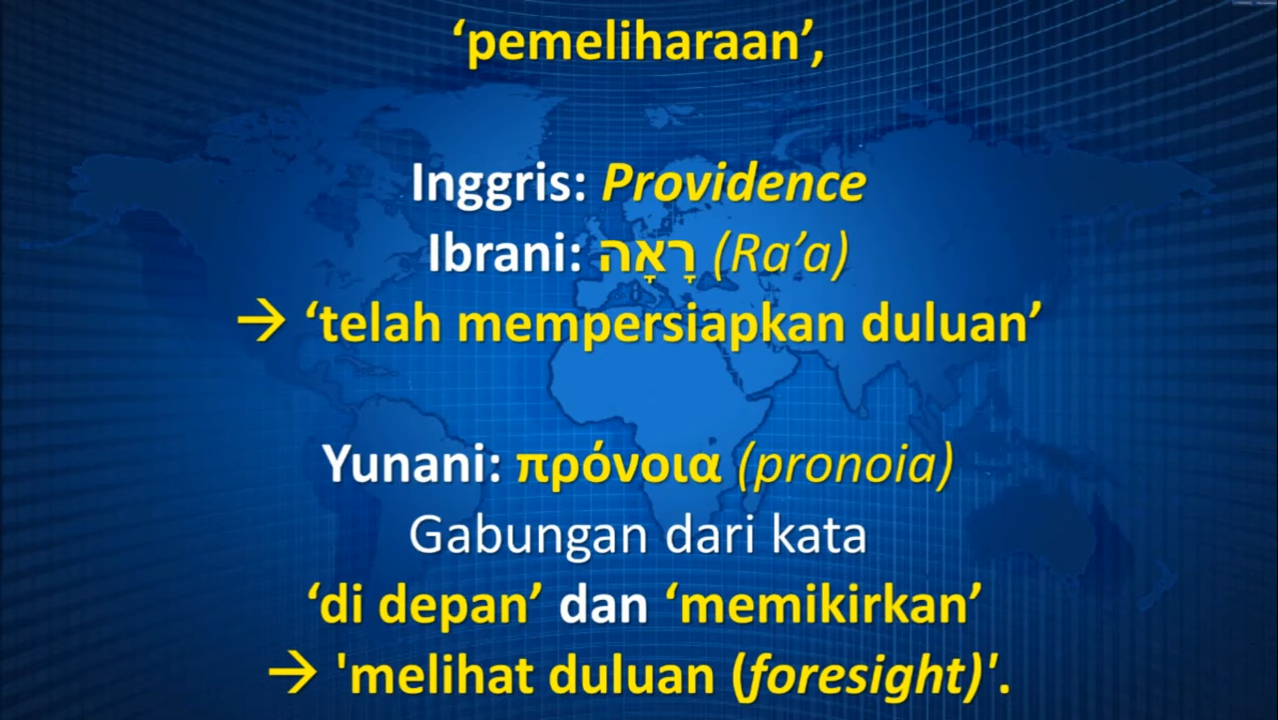 ‘pemeliharaan’,
Inggris: Providence
Ibrani: רָאָה (Ra’a)
→ ‘telah mempersiapkan duluan’
Yunani: πρόνοια (pronoia)
Gabungan dari kata
‘di depan’ dan ‘memikirkan’
→ 'melihat duluan (foresight)'.